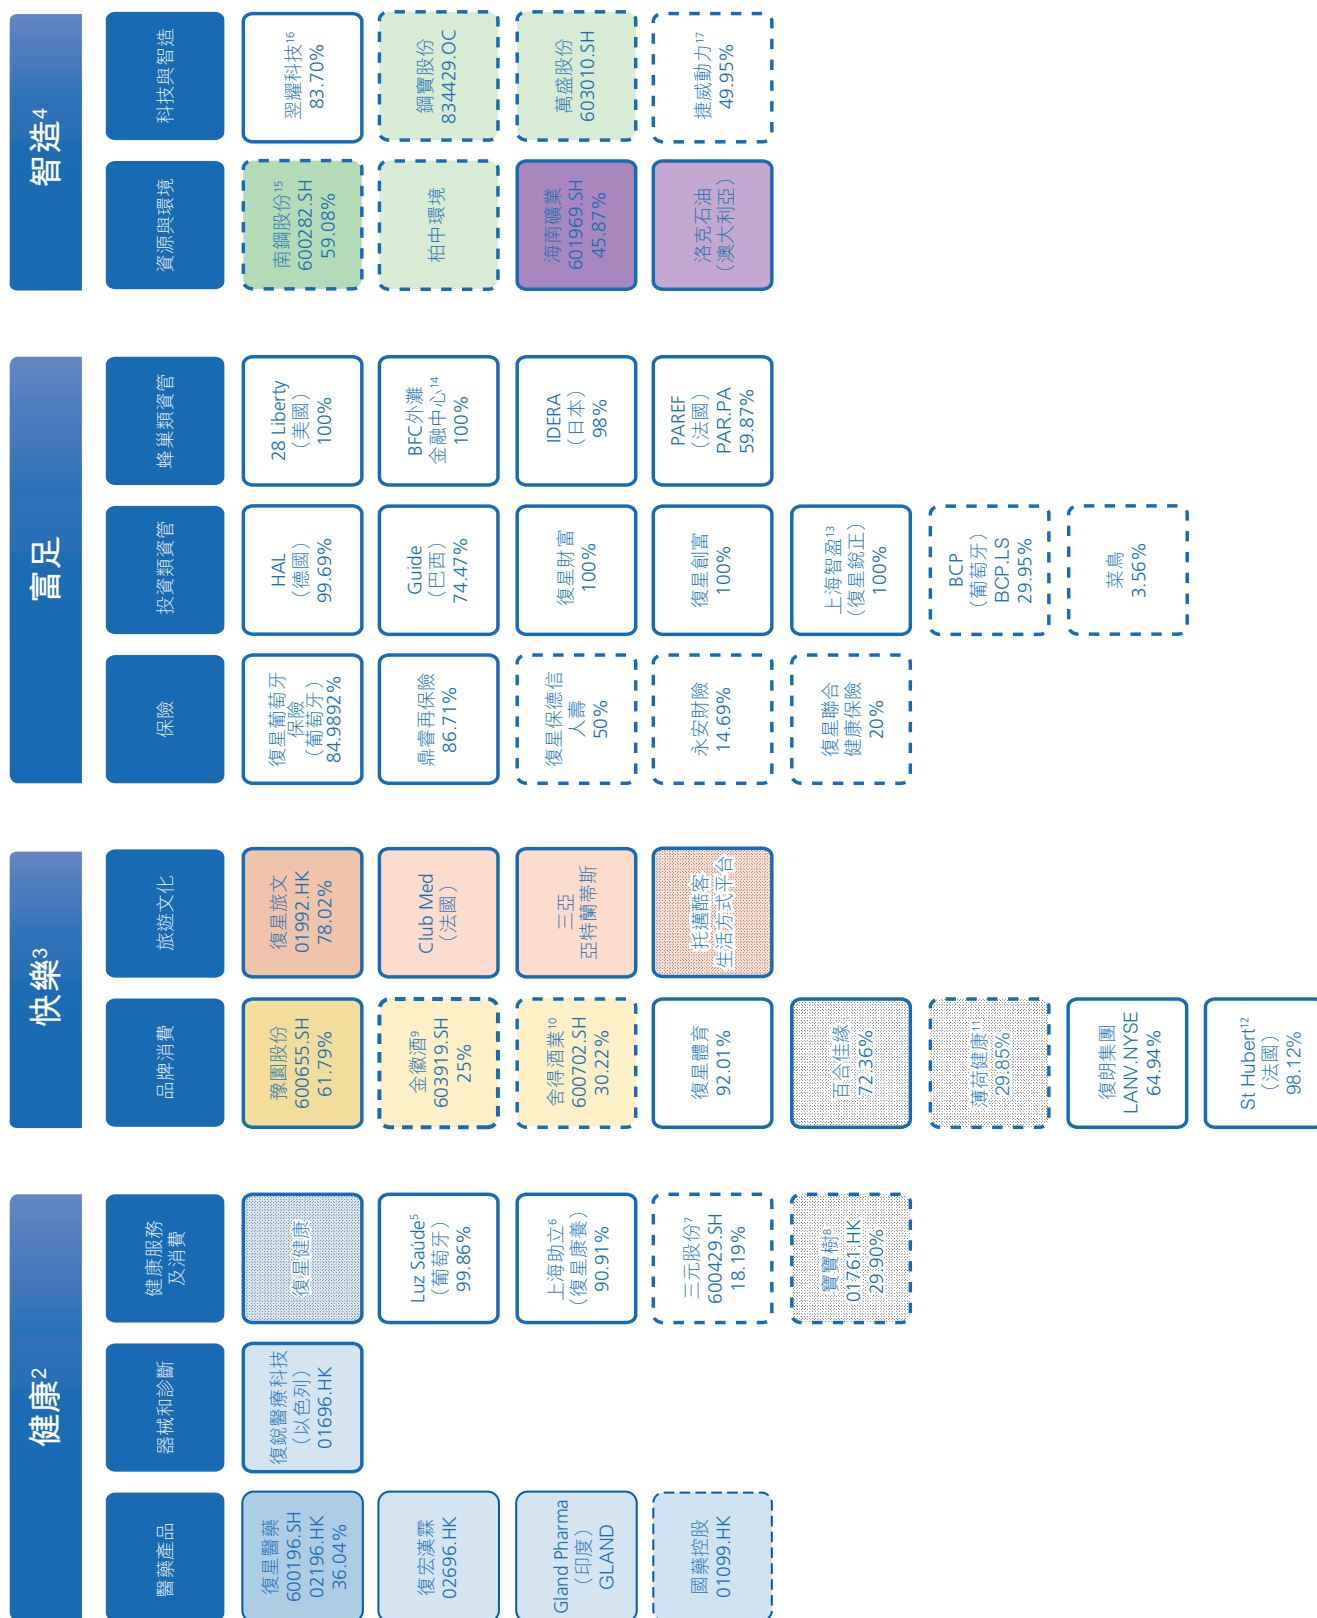 健康2
醫藥產品
復星醫藥
600196.SH
02196.HK
36.04%
復宏漢霖
02696.HK
Gland Pharma
（印度）
GLAND
國藥控股
01099.HK
器械和診斷
復銳醫療科技
（以色列）
01696.HK
健康服務
及消費
復星健康
Luz Saúde5
（葡萄牙）
99.86%
上海助立6
（復星康養）
90.91%
三元股份7
600429.SH
18.19%
寶寶樹8
01761.HK
29.90%
快樂3
品牌消費
豫園股份
600655.SH
61.79%
金徽酒9
603919.SH
25%
舍得酒業10
600702.SH
30.22%
復星體育
92.01%
百合佳緣
72.36%
薄荷健康11
29.85%
復朗集團
LANV.NYSE
64.94%
St Hubert12
（法國）
98.12%
旅遊文化
復星旅文
01992.HK
78.02%
Club Med
（法國）
三亞
亞特蘭蒂斯
托邁酷客
生活方式平台
富足
保險
復星葡萄牙
保險
（葡萄牙）
84.9892%
鼎睿再保險
86.71%
復星保德信
人壽
50%
永安財險
14.69%
復星聯合
健康保險
20%
投資類資管
HAL
（德國）
99.69%
Guide
（巴西）
74.47%
復星財富
100%
復星創富
100%
上海智盈13
（復星銳正）
100%
BCP
（葡萄牙）
BCP.LS
29.95%
菜鳥
3.56%
蜂巢類資管
28 Liberty
（美國）
100%
BFC外灘
金融中心14
100%
IDERA
（日本）
98%
PAREF
（法國）
PAR.PA
59.87%
智造4
資源與環境
南鋼股份15
600282.SH
59.08%
柏中環境
海南礦業
601969.SH
45.87%
洛克石油
（澳大利亞）
科技與智造
翌耀科技16
83.70%
鋼寶股份
834429.OC
萬盛股份
603010.SH
捷威動力17
49.95%